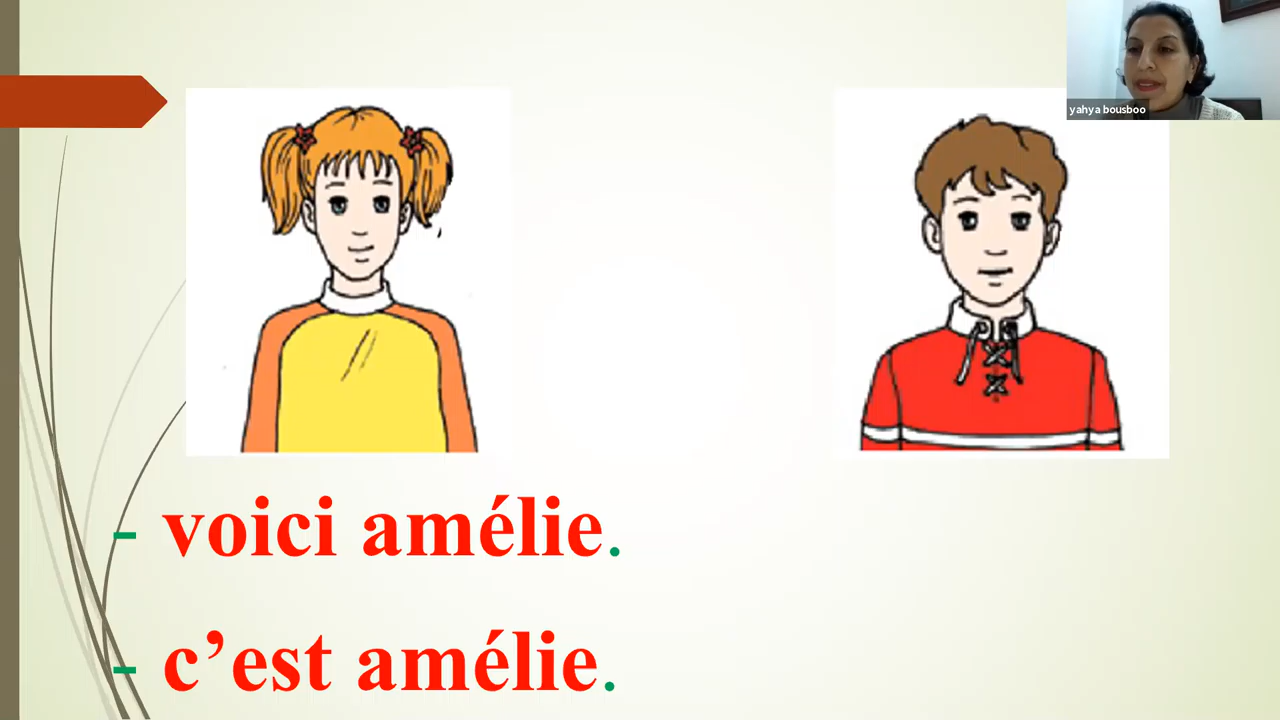 yahya bousboo
- voici amélie.
- c’est amélie.